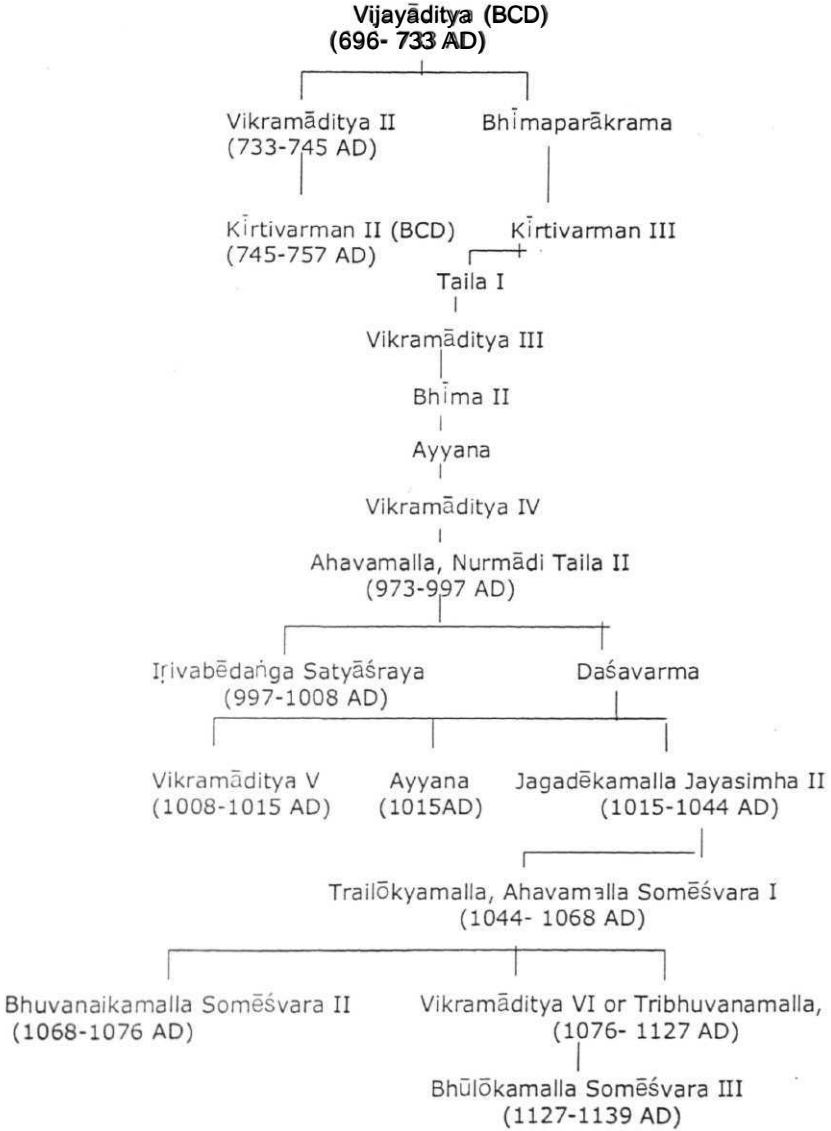 Vijayāditya (BCD)
(696- 733 AD)
Vikramāditya II
(733-745 AD)
Bhīmaparākrama
Kīrtivarman II (BCD)
(745-757 AD)
Kīrtivarman III
Taila I
Vikramāditya III
Bhīma II
Ayyana
Vikramāditya IV
Ahavamalla, Nurmādi Taila II
(973-997 AD)
Iṛivabēdaṅga Satyāśraya
(997-1008 AD)
Daśavarma
Vikramāditya V
(1008-1015 AD)
Ayyana
(1015AD)
Jagadēkamalla Jayasimha II
(1015-1044 AD)
Trailōkyamalla, Ahavamalla Somēśvara I
(1044- 1068 AD)
Bhuvanaikamalla Somēśvara II
(1068-1076 AD)
Vikramāditya VI or Tribhuvanamalla,
(1076- 1127 AD)
Bhūlōkamalla Somēśvara III
(1127-1139 AD)